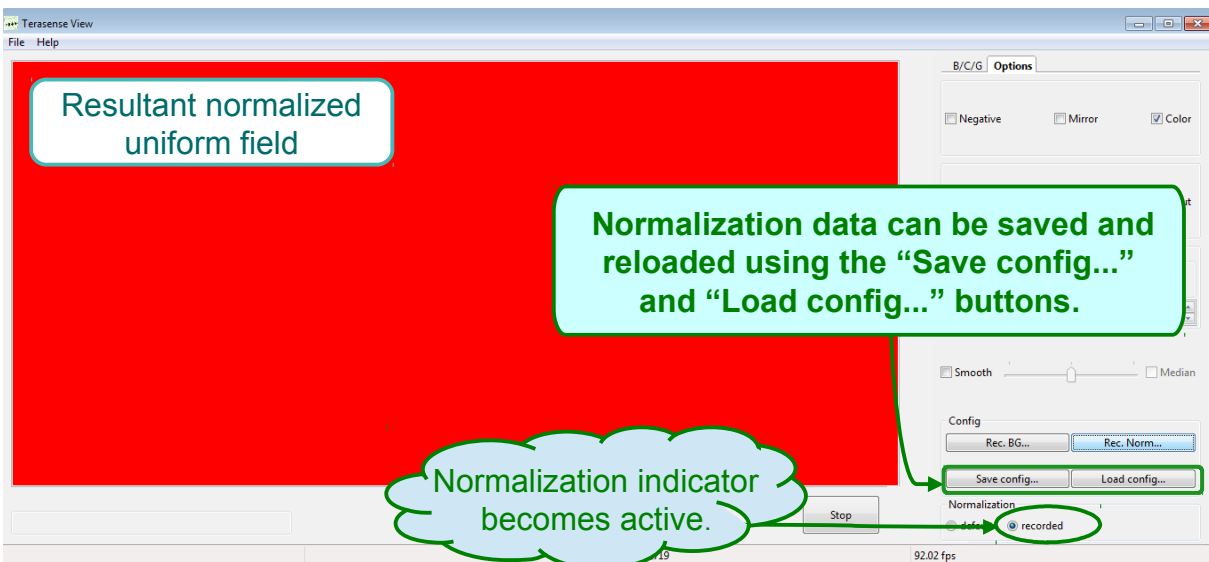 Terasense View
File Help
B/C/G Options
Resultant normalized
uniform field
Negative Mirror Color
Normalization data can be saved and
reloaded using the “Save config...”
and “Load config...” buttons.
Smooth Median
Config
Rec. BG... Rec. Norm...
Save config... Load config...
Normalization indicator
becomes active.
Stop
Normalization
recorded
92.02 fps